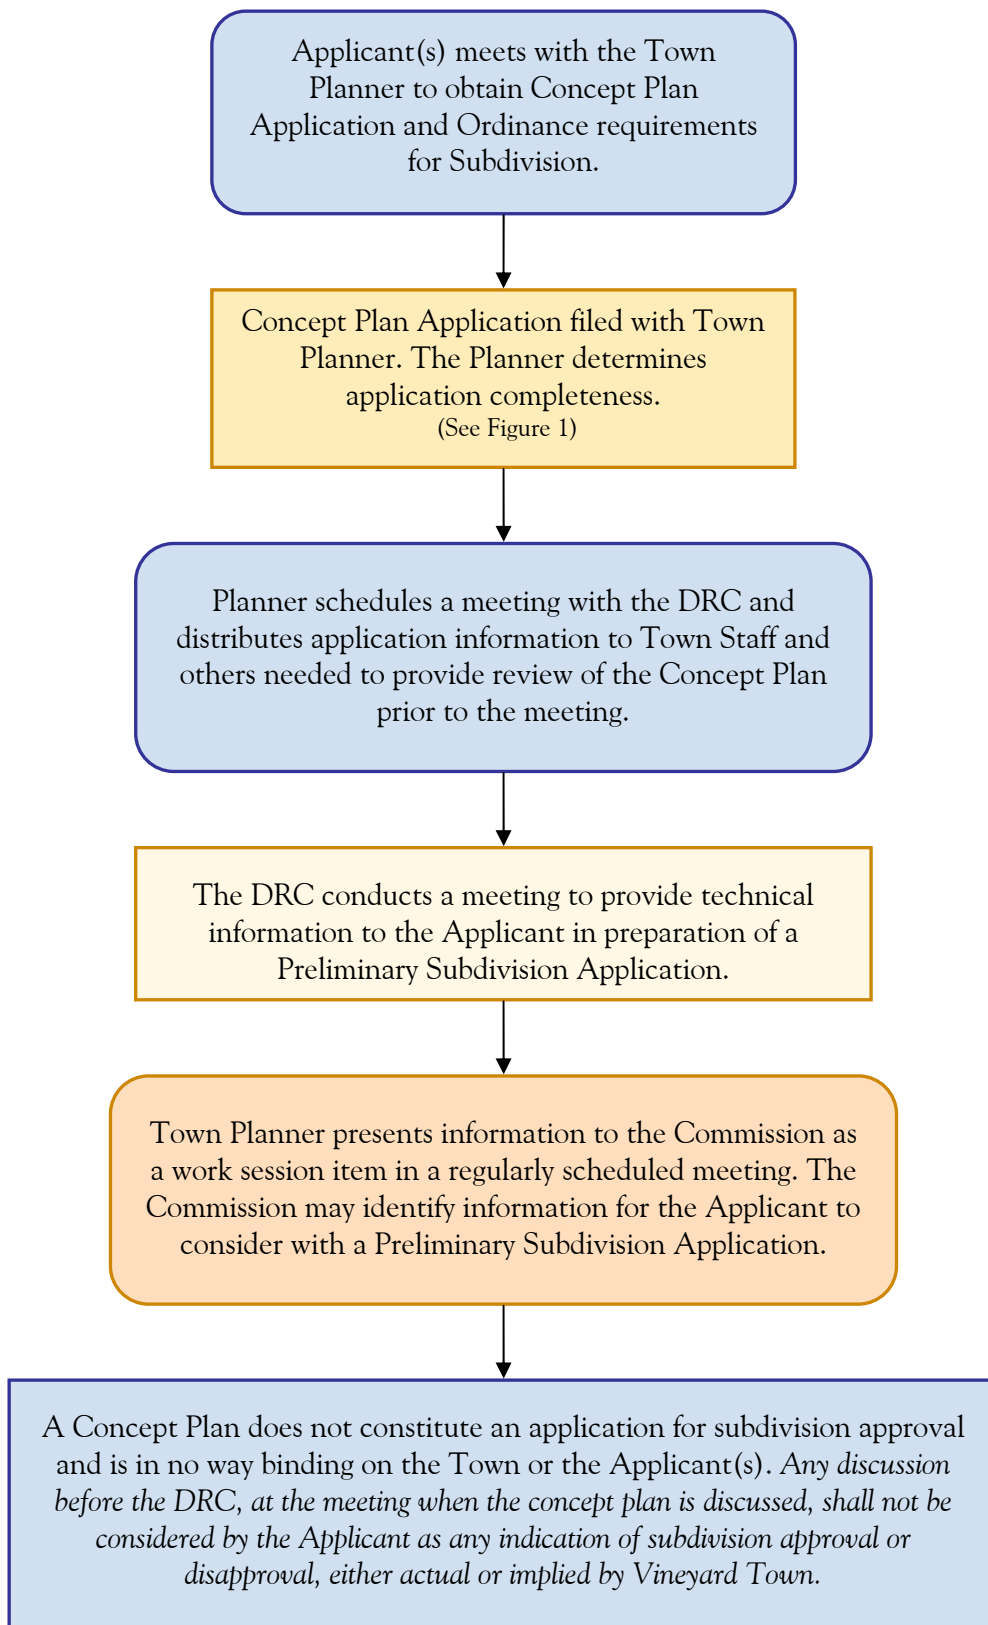 Applicant(s) meets with the Town
Planner to obtain Concept Plan
Application and Ordinance requirements
for Subdivision.
Concept Plan Application filed with Town
Planner. The Planner determines
application completeness.
(See Figure 1)
Planner schedules a meeting with the DRC and
distributes application information to Town Staff and
others needed to provide review of the Concept Plan
prior to the meeting.
The DRC conducts a meeting to provide technical
information to the Applicant in preparation of a
Preliminary Subdivision Application.
Town Planner presents information to the Commission as
a work session item in a regularly scheduled meeting. The
Commission may identify information for the Applicant to
consider with a Preliminary Subdivision Application.
A Concept Plan does not constitute an application for subdivision approval
and is in no way binding on the Town or the Applicant(s). Any discussion
before the DRC, at the meeting when the concept plan is discussed, shall not be
considered by the Applicant as any indication of subdivision approval or
disapproval, either actual or implied by Vineyard Town.